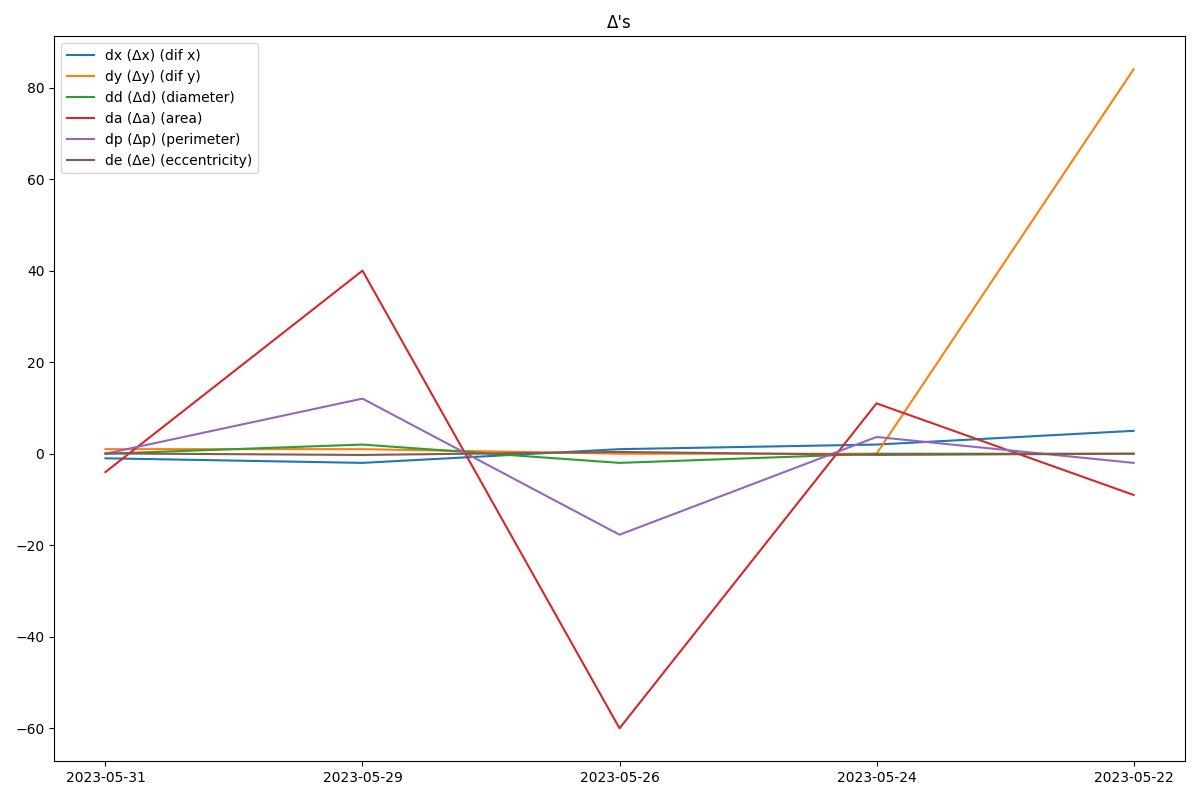 Δ's
dx (Δx) (dif x)
dy (Δy) (dif y)
dd (Δd) (diameter)
da (Δa) (area)
dp (Δp) (perimeter)
de (Δe) (eccentricity)
80
60
40
20
0
−20
−40
−60
2023-05-31 2023-05-29 2023-05-26 2023-05-24 2023-05-22